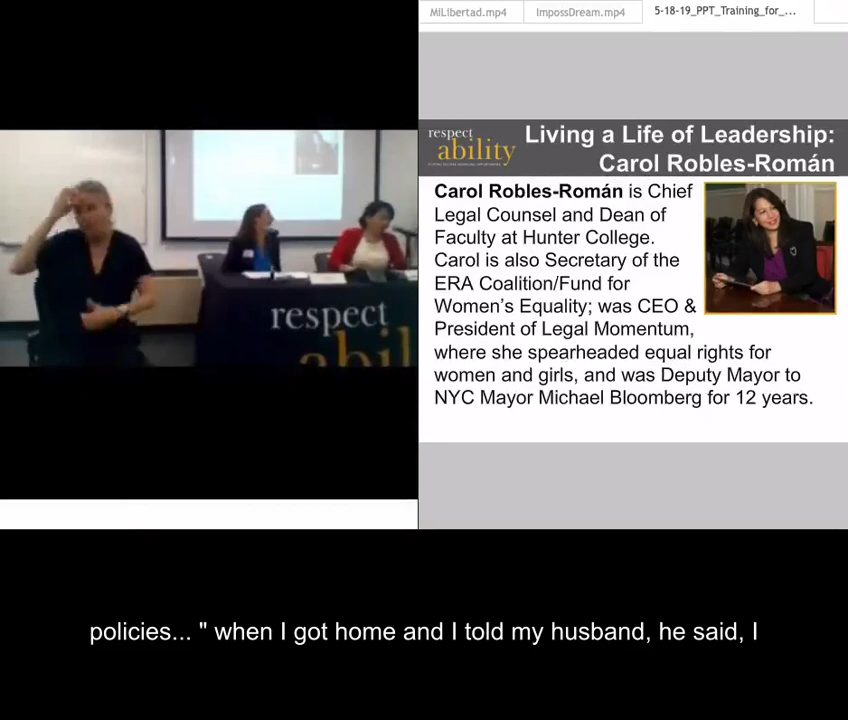 MiLibertad.mp4
ImpossDream.mp4
5-18-19_PPT_Training_for_...
respect
ability
Living a Life of Leadership:
Carol Robles-Román
Carol Robles-Román is Chief
Legal Counsel and Dean of
Faculty at Hunter College.
Carol is also Secretary of the
ERA Coalition/Fund for
Women's Equality; was CEO &
President of Legal Momentum,
where she spearheaded equal rights for
women and girls, and was Deputy Mayor to
NYC Mayor Michael Bloomberg for 12 years.
respect
abil
policies... " when I got home and I told my husband, he said, I